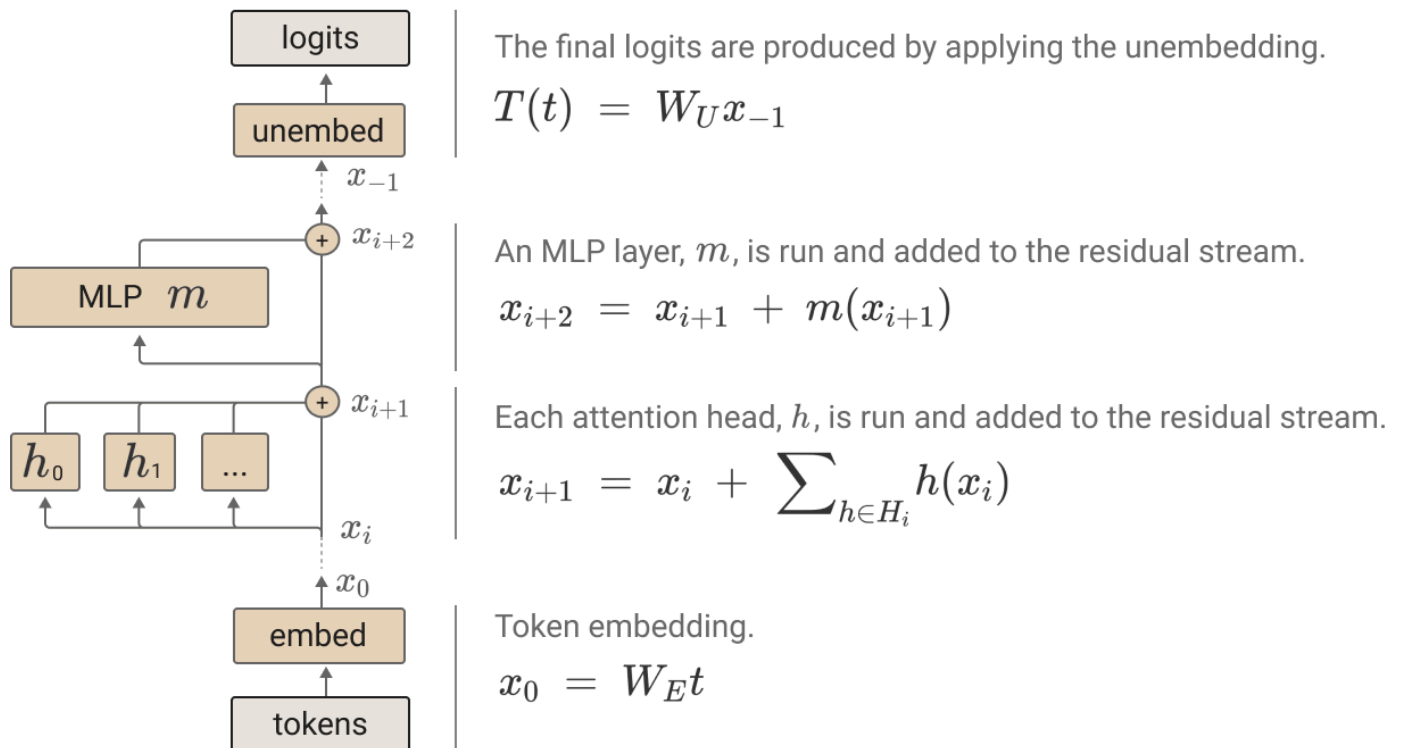 logits
The final logits are produced by applying the unembedding.
T(t) = W_U x_{-1}
unembed
x_{-1}
x_{i+2}
An MLP layer, m, is run and added to the residual stream.
MLP m
x_{i+2} = x_{i+1} + m(x_{i+1})
x_{i+1}
Each attention head, h, is run and added to the residual stream.
h_0 h_1 ...
x_{i+1} = x_i + ∑_{h∈H_i} h(x_i)
x_i
x_0
embed
Token embedding.
x_0 = W_E t
tokens